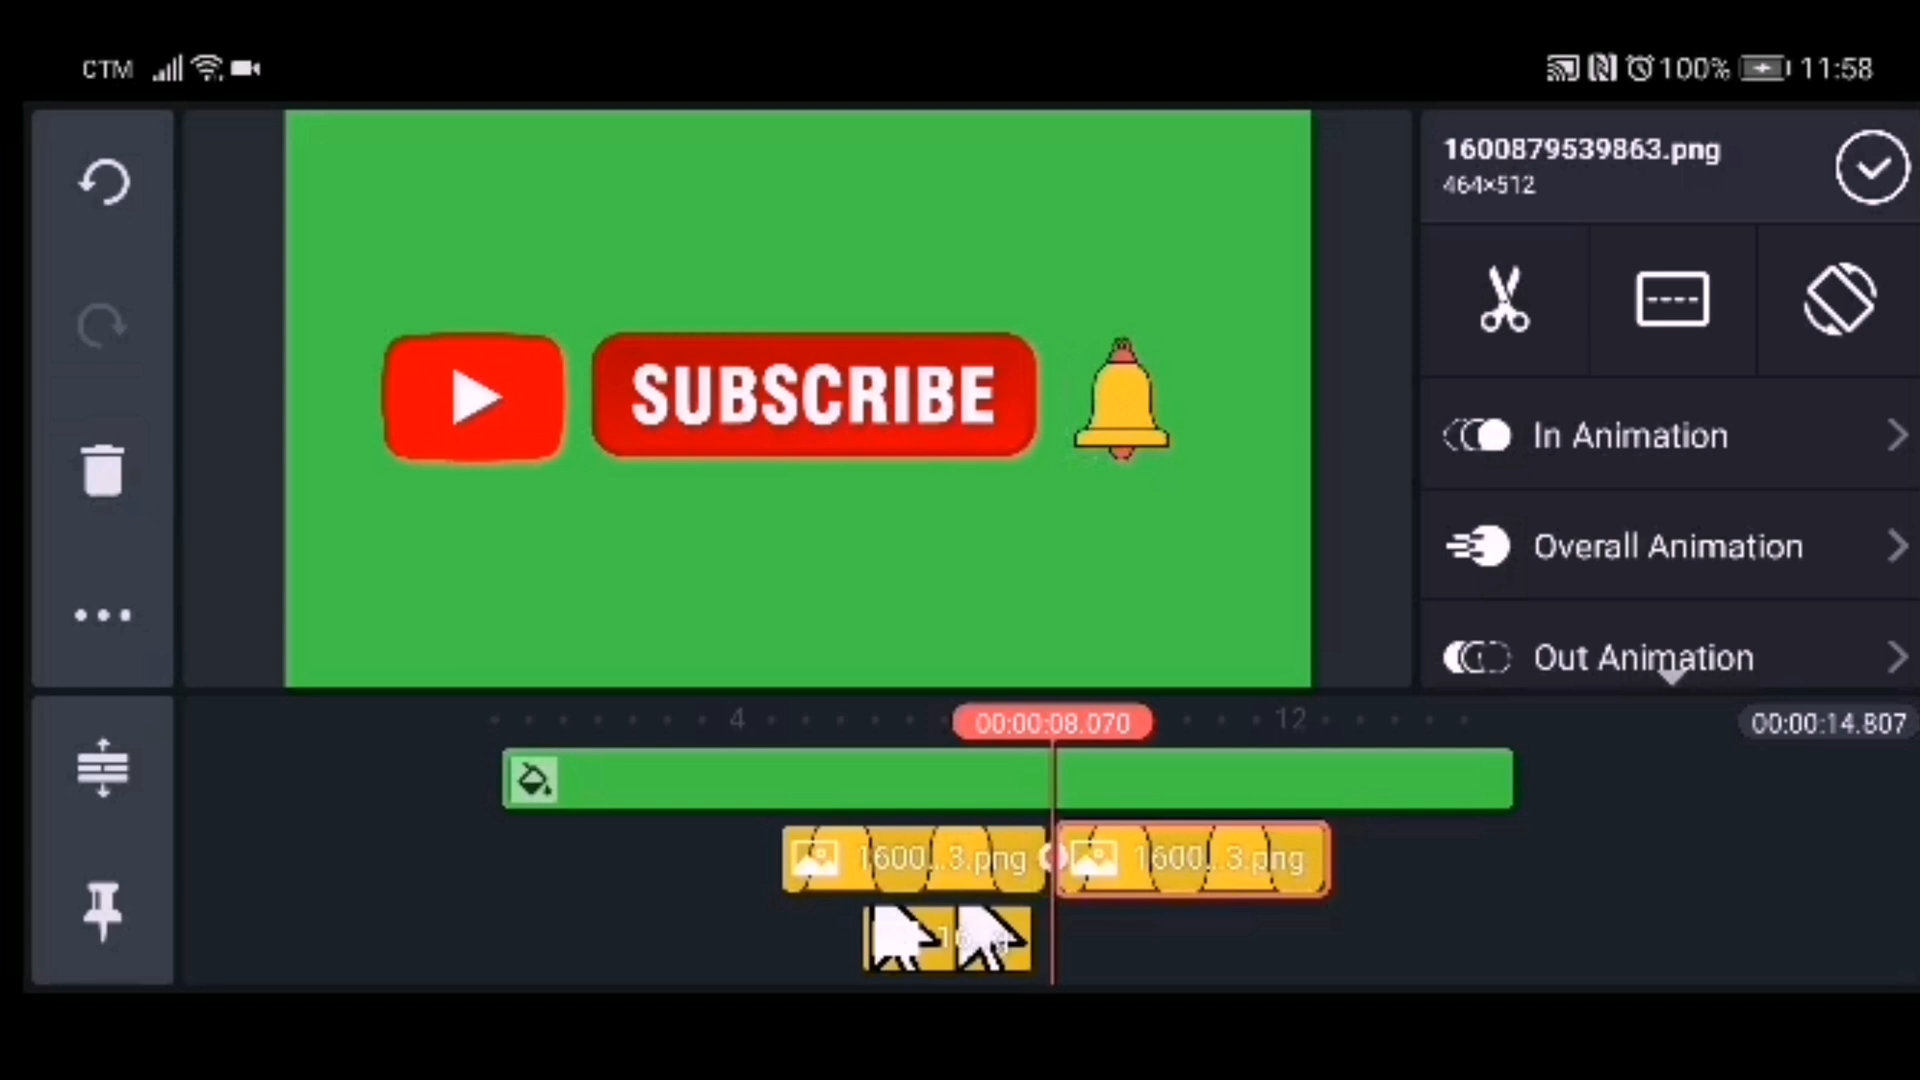 CTM
100% 11:58
1600879539863.png
464×512
SUBSCRIBE
In Animation
Overall Animation
Out Animation
4
00:00:08.070
12
00:00:14.807
1600...3.png
1600...3.png